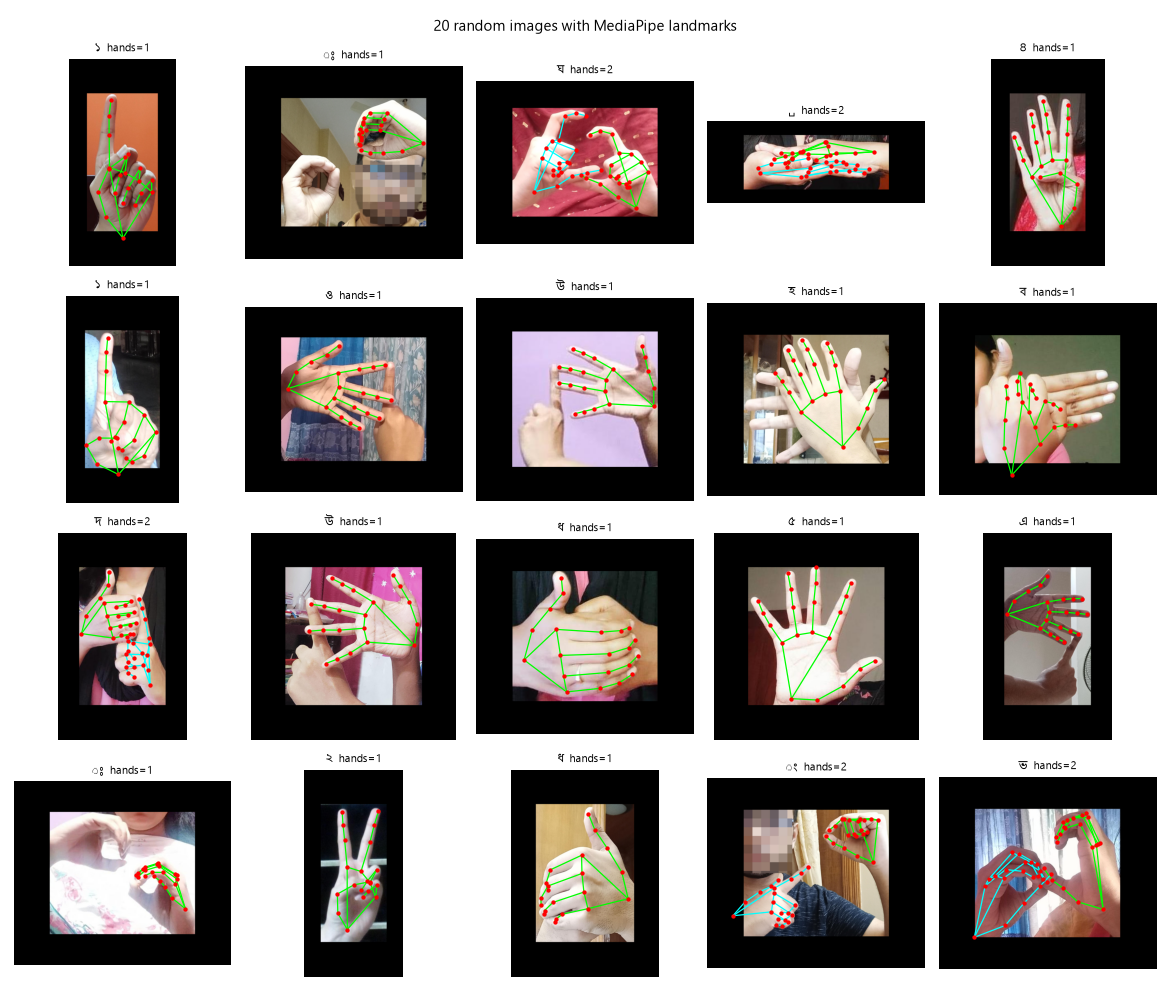 20 random images with MediaPipe landmarks
১ hands=1
ঃ hands=1
ঘ hands=2
␣ hands=2
৪ hands=1
১ hands=1
ও hands=1
উ hands=1
হ hands=1
ব hands=1
দ hands=2
উ hands=1
ধ hands=1
৫ hands=1
এ hands=1
ঃ hands=1
২ hands=1
ধ hands=1
ং hands=2
ভ hands=2